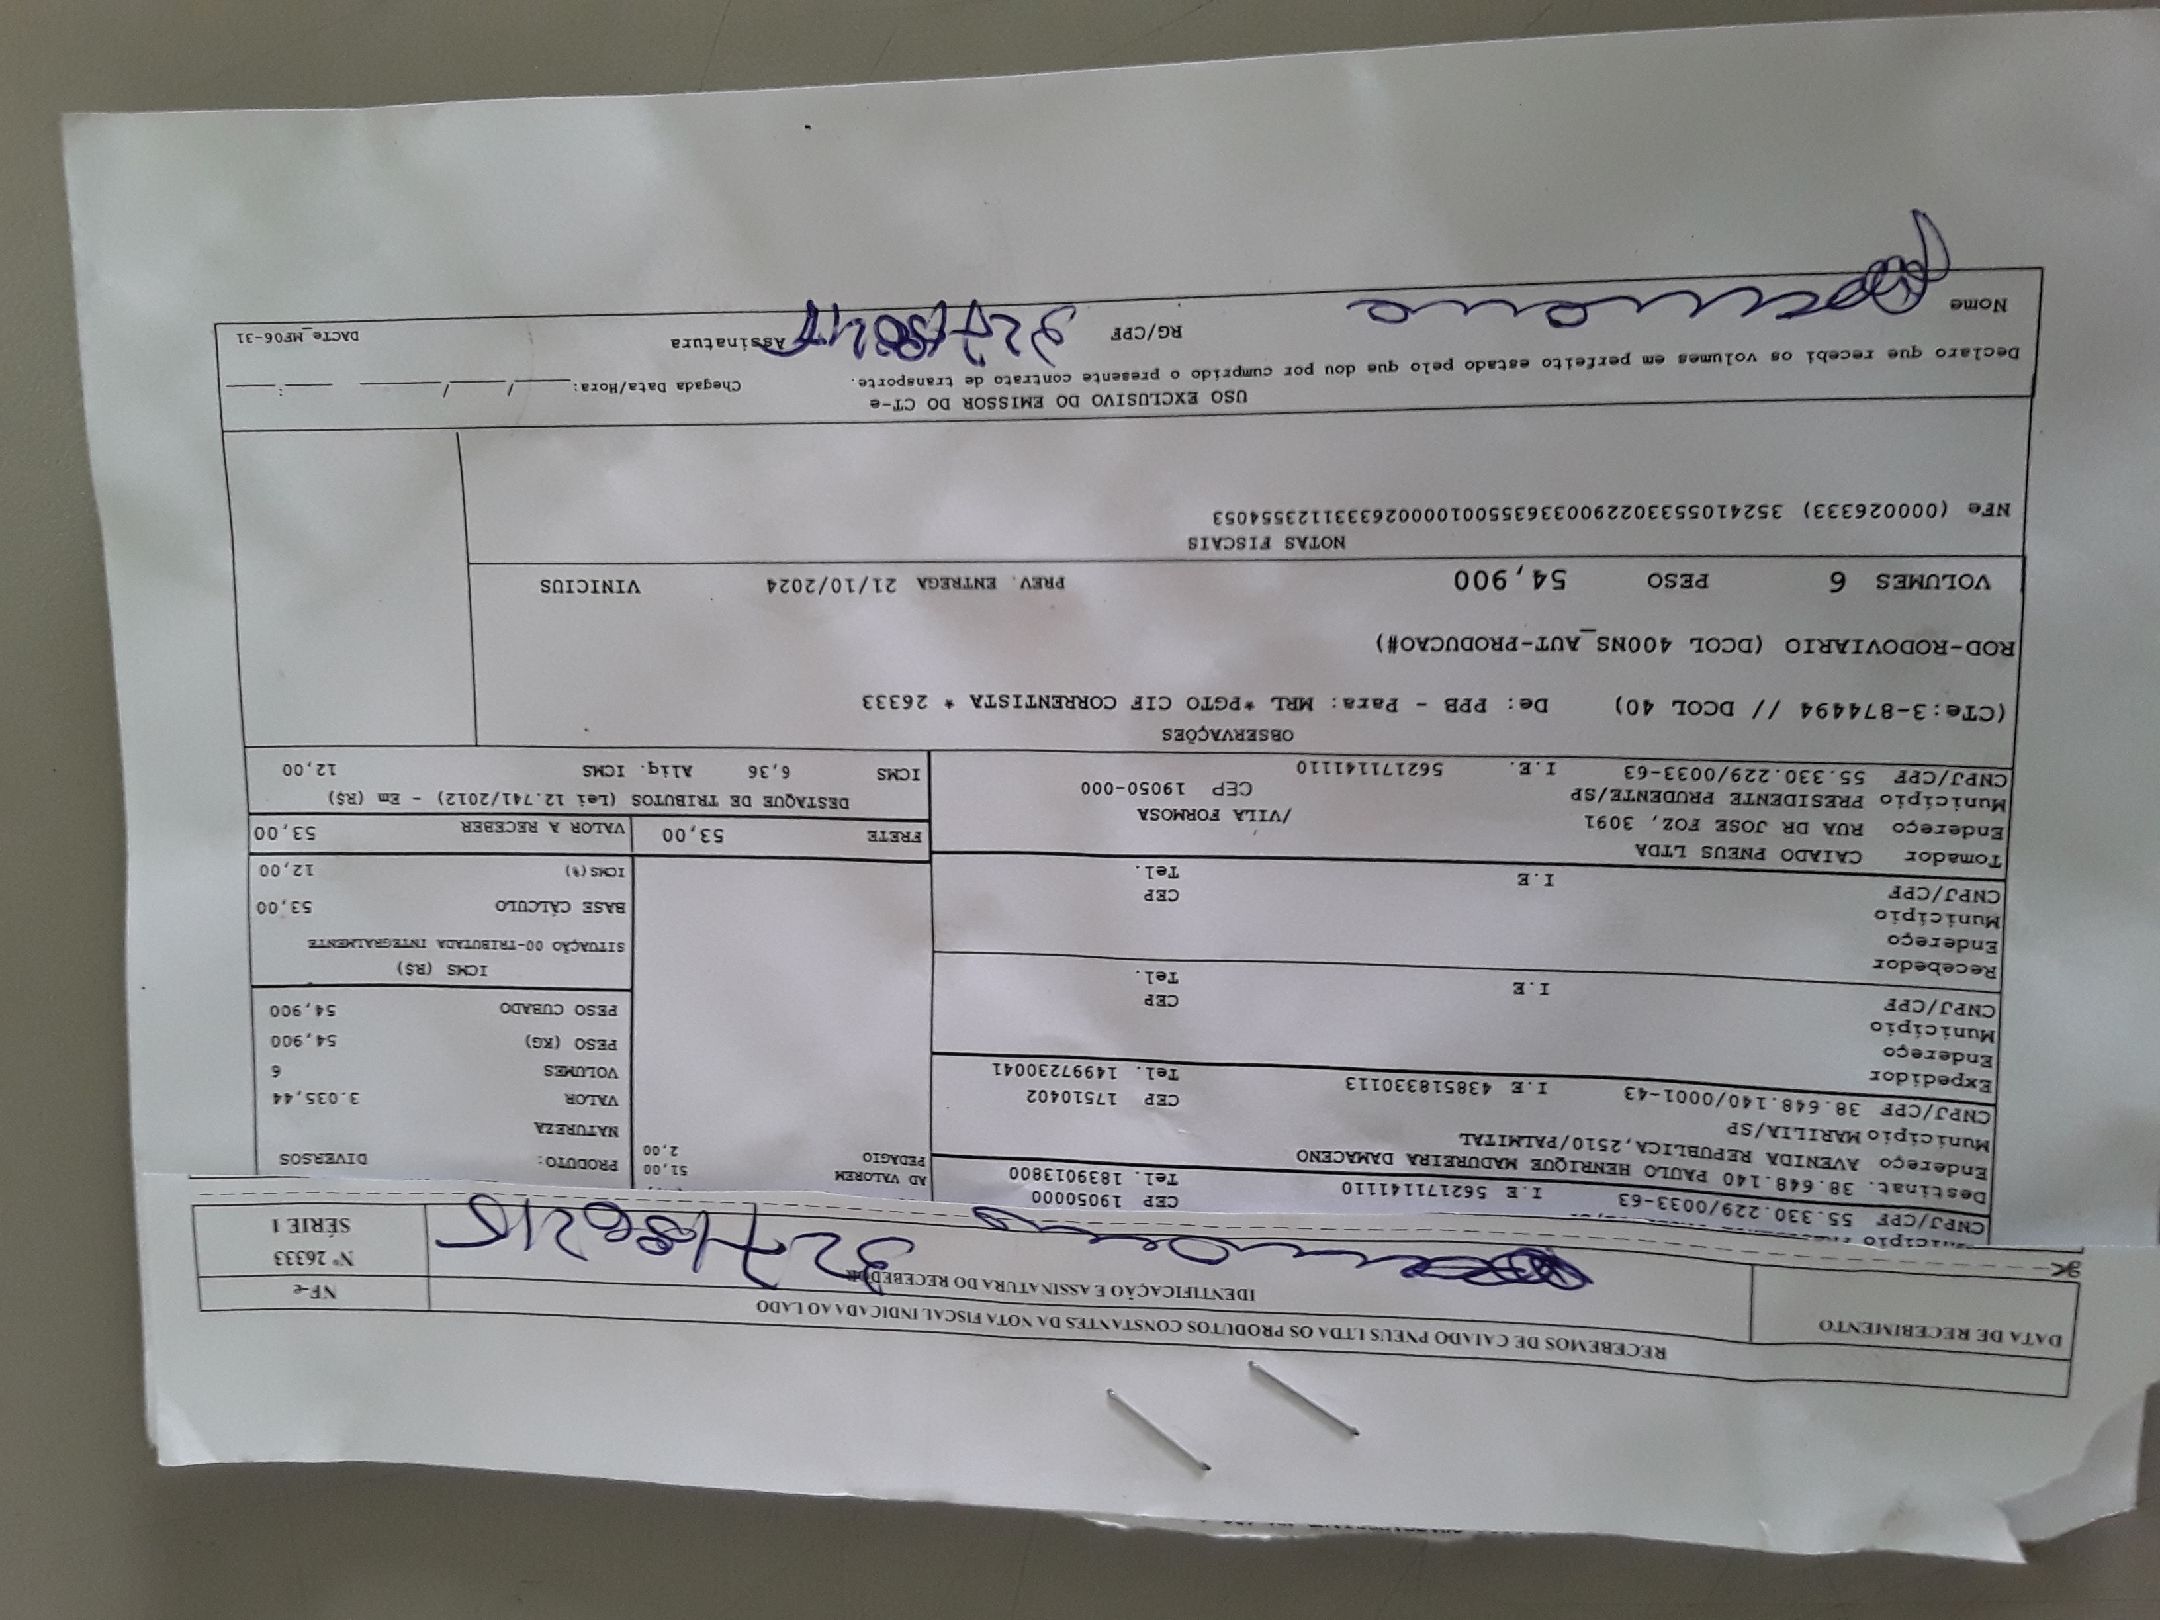 RECEBEMOS DE CAIADO PNEUS LTDA OS PRODUTOS CONSTANTES DA NOTA FISCAL INDICADA AO LADO
NF-e
DATA DE RECEBIMENTO
IDENTIFICAÇÃO E ASSINATURA DO RECEBEDOR
Nº 26333
SÉRIE 1
CNPJ/CPF 55.330.229/0033-63 I.E 562171141110 CEP 19050000
Tel. 1839013800
Destinat. 38.648.140 PAULO HENRIQUE MADUREIRA DAMACENO
Endereço AVENIDA REPUBLICA,2510/PALMITAL
Município MARILIA/SP CEP 17510402
CNPJ/CPF 38.648.140/0001-43 I.E 438518330113 Tel. 14997230041
AD VALOREM 51,00
PEDAGIO 2,00
PRODUTO: DIVERSOS
NATUREZA
VALOR 3.035,44
VOLUMES 6
PESO (KG) 54,900
PESO CUBADO 54,900
Expedidor
Endereço
Município CEP
CNPJ/CPF I.E Tel.
Recebedor
Endereço
Município CEP
CNPJ/CPF I.E Tel.
ICMS (R$)
SITUAÇÃO 00-TRIBUTADA INTEGRALMENTE
BASE CÁLCULO 53,00
ICMS(%) 12,00
Tomador CAIADO PNEUS LTDA
Endereço RUA DR JOSE FOZ, 3091 /VILA FORMOSA
Município PRESIDENTE PRUDENTE/SP CEP 19050-000
CNPJ/CPF 55.330.229/0033-63 I.E. 562171141110
FRETE 53,00 VALOR A RECEBER 53,00
DESTAQUE DE TRIBUTOS (Lei 12.741/2012) - Em (R$)
ICMS 6,36 Aliq. ICMS 12,00
OBSERVAÇÕES
(CTe:3-874494 // DCOL 40) De: PPB - Para: MRL *PGTO CIF CORRENTISTA * 26333
ROD-RODOVIARIO (DCOL 400NS_AUT-PRODUCAO#)
VOLUMES 6 PESO 54,900 PREV. ENTREGA 21/10/2024 VINICIUS
NOTAS FISCAIS
NFe (000026333) 35241055330229003363550010000263331123554053
USO EXCLUSIVO DO EMISSOR DO CT-e
Declaro que recebi os volumes em perfeito estado pelo que dou por cumprido o presente contrato de transporte. Chegada Data/Hora: ____/____/____ ____:____
Nome RG/CPF Assinatura DACTe_MF06-31